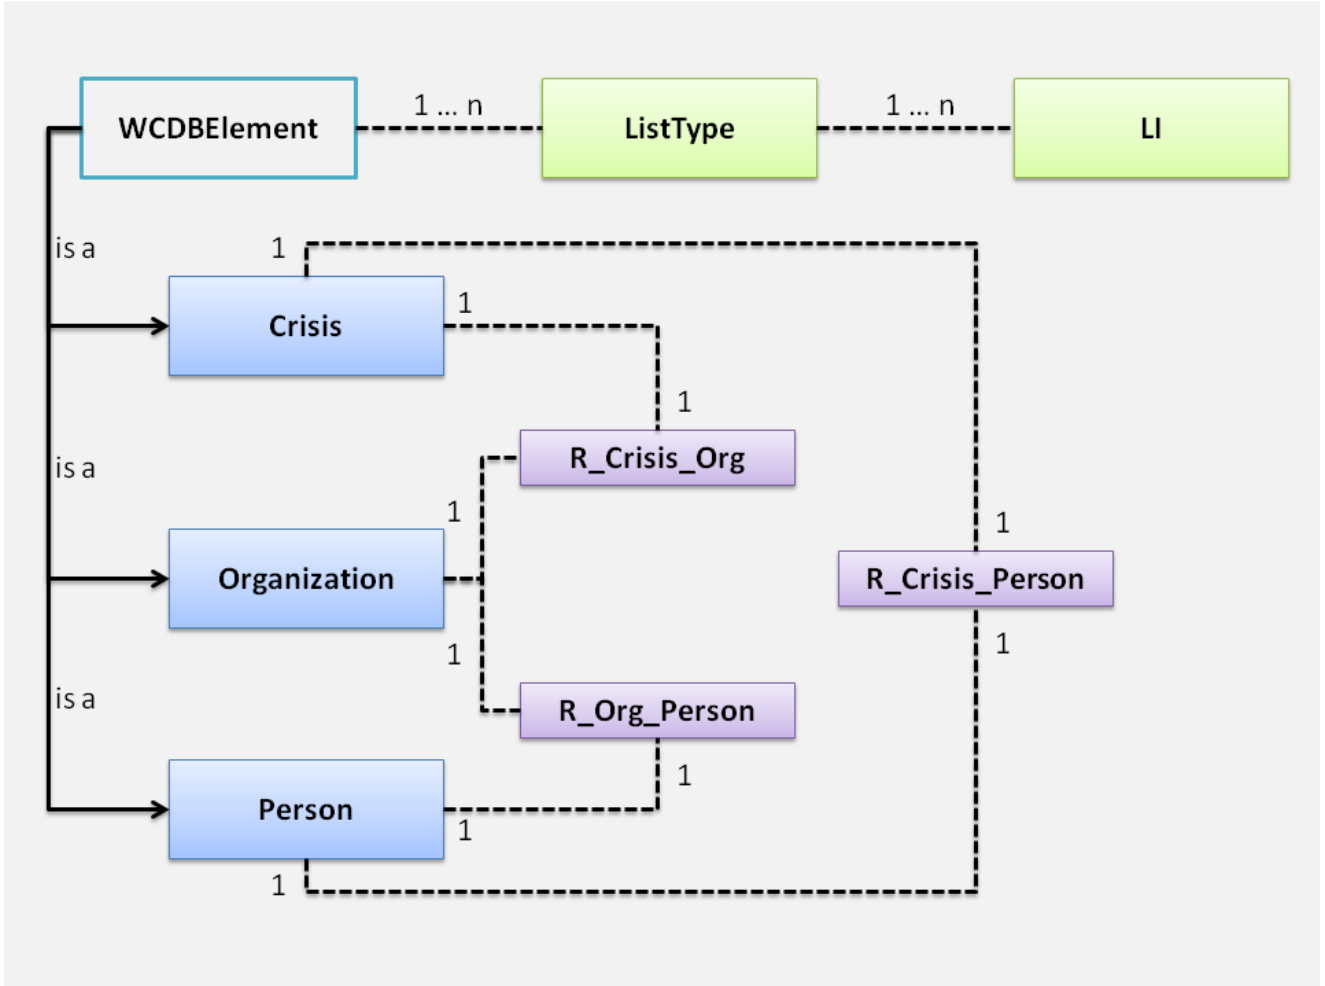 WCDBElement
1 ... n
ListType
1 ... n
LI
is a
1
Crisis
1
1
is a
R_Crisis_Org
1
Organization
1
R_Crisis_Person
1
1
is a
R_Org_Person
1
Person
1
1